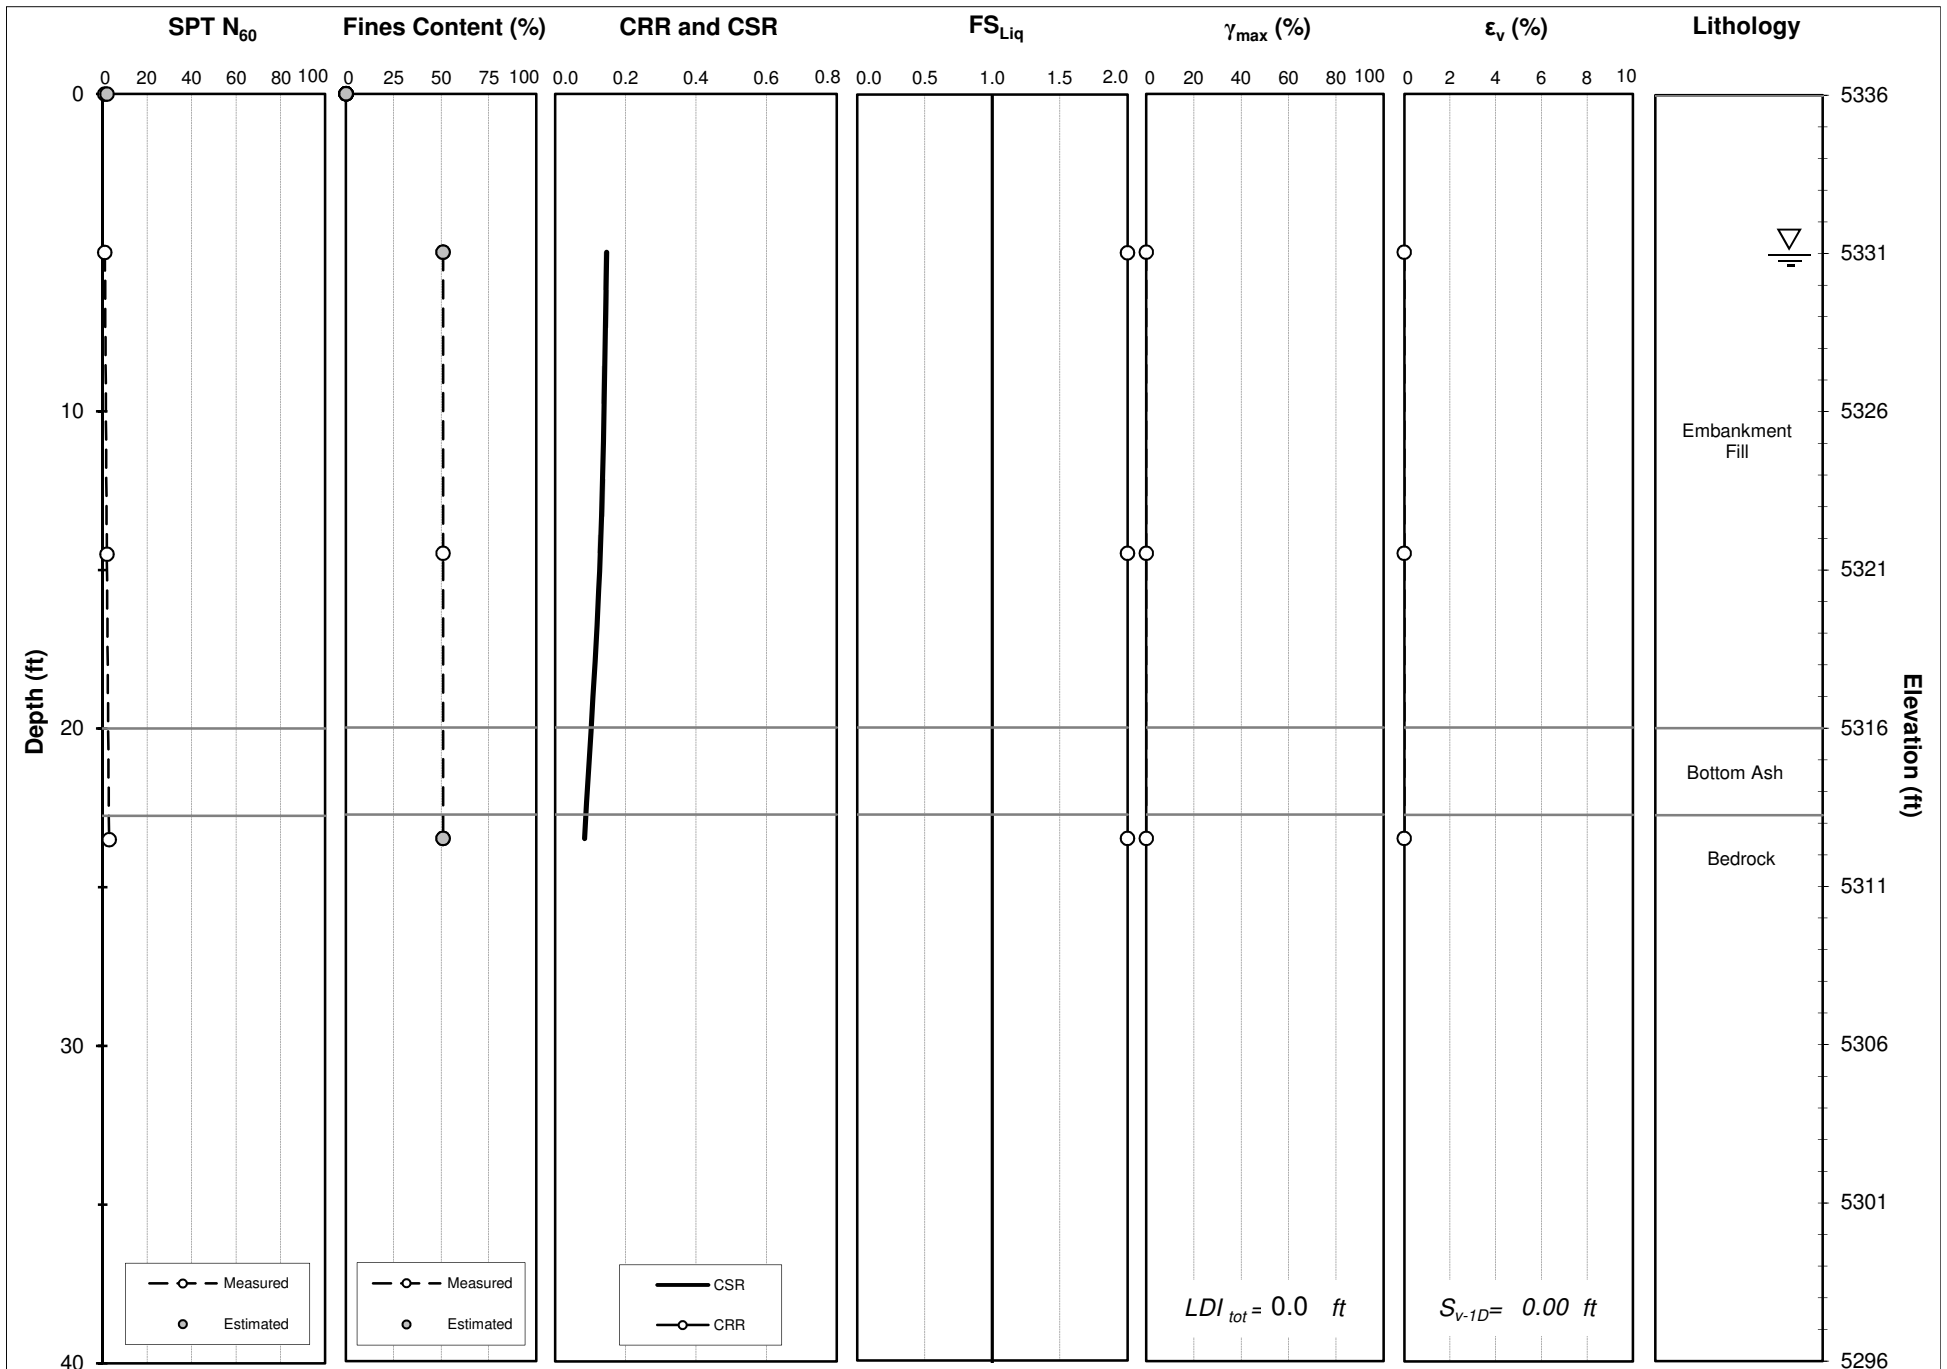 SPT N60
Fines Content (%)
CRR and CSR
FSLiq
γmax (%)
εv (%)
Lithology
0 20 40 60 80 100
0 25 50 75 100
0.0 0.2 0.4 0.6 0.8
0.0 0.5 1.0 1.5 2.0
0 20 40 60 80 100
0 2 4 6 8 10
0
10
20
30
40
Depth (ft)
Embankment
Fill
Bottom Ash
Bedrock
5336
5331
5326
5321
5316
5311
5306
5301
5296
Elevation (ft)
Measured
Estimated
Measured
Estimated
CSR
CRR
LDI tot = 0.0 ft
Sv-1D= 0.00 ft